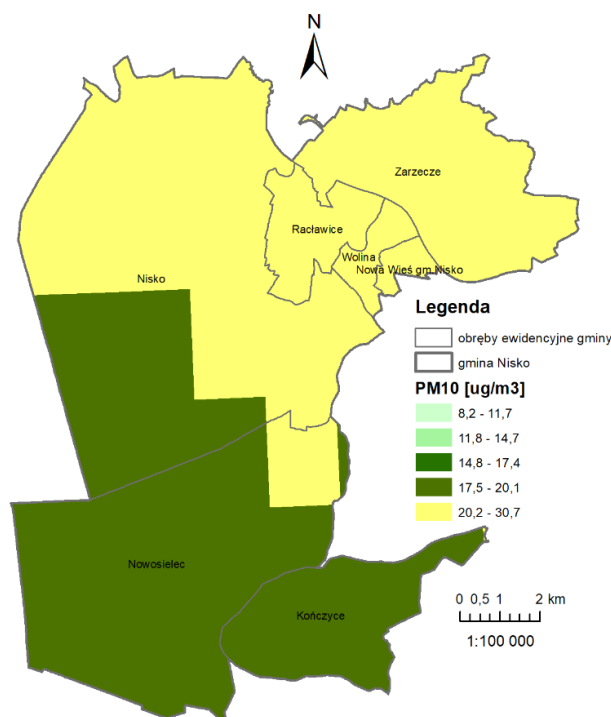 N
Zarzecze
Racławice
Wolina
Nowa Wieś gm.Nisko
Nisko
Legenda
obręby ewidencyjne gminy
gmina Nisko
PM10 [ug/m3]
8,2 - 11,7
11,8 - 14,7
14,8 - 17,4
17,5 - 20,1
20,2 - 30,7
Nowosielec
Kończyce
0 0,5 1 2 km
1:100 000